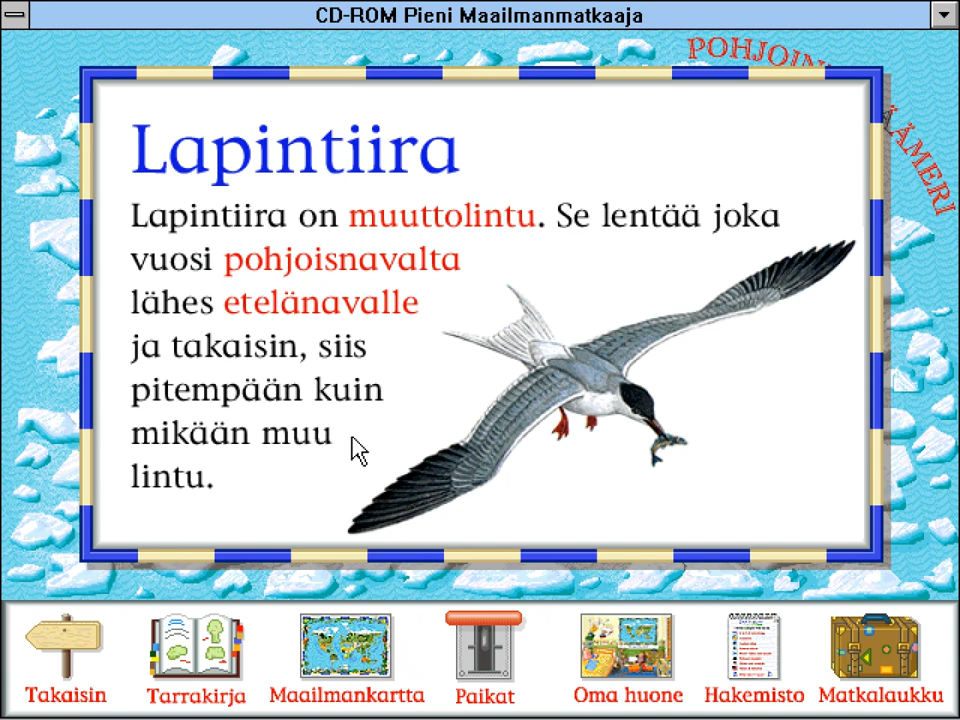 CD-ROM Pieni Maailmanmatkaaja
Lapintiira
Lapintiira on muuttolintu. Se lentää joka
vuosi pohjoisnavalta
lähes etelänavalle
ja takaisin, siis
pitempään kuin
mikään muu
lintu.
Takaisin
Tarrakirja
Maailmankartta
Paikat
Oma huone
Hakemisto
Matkalaukku